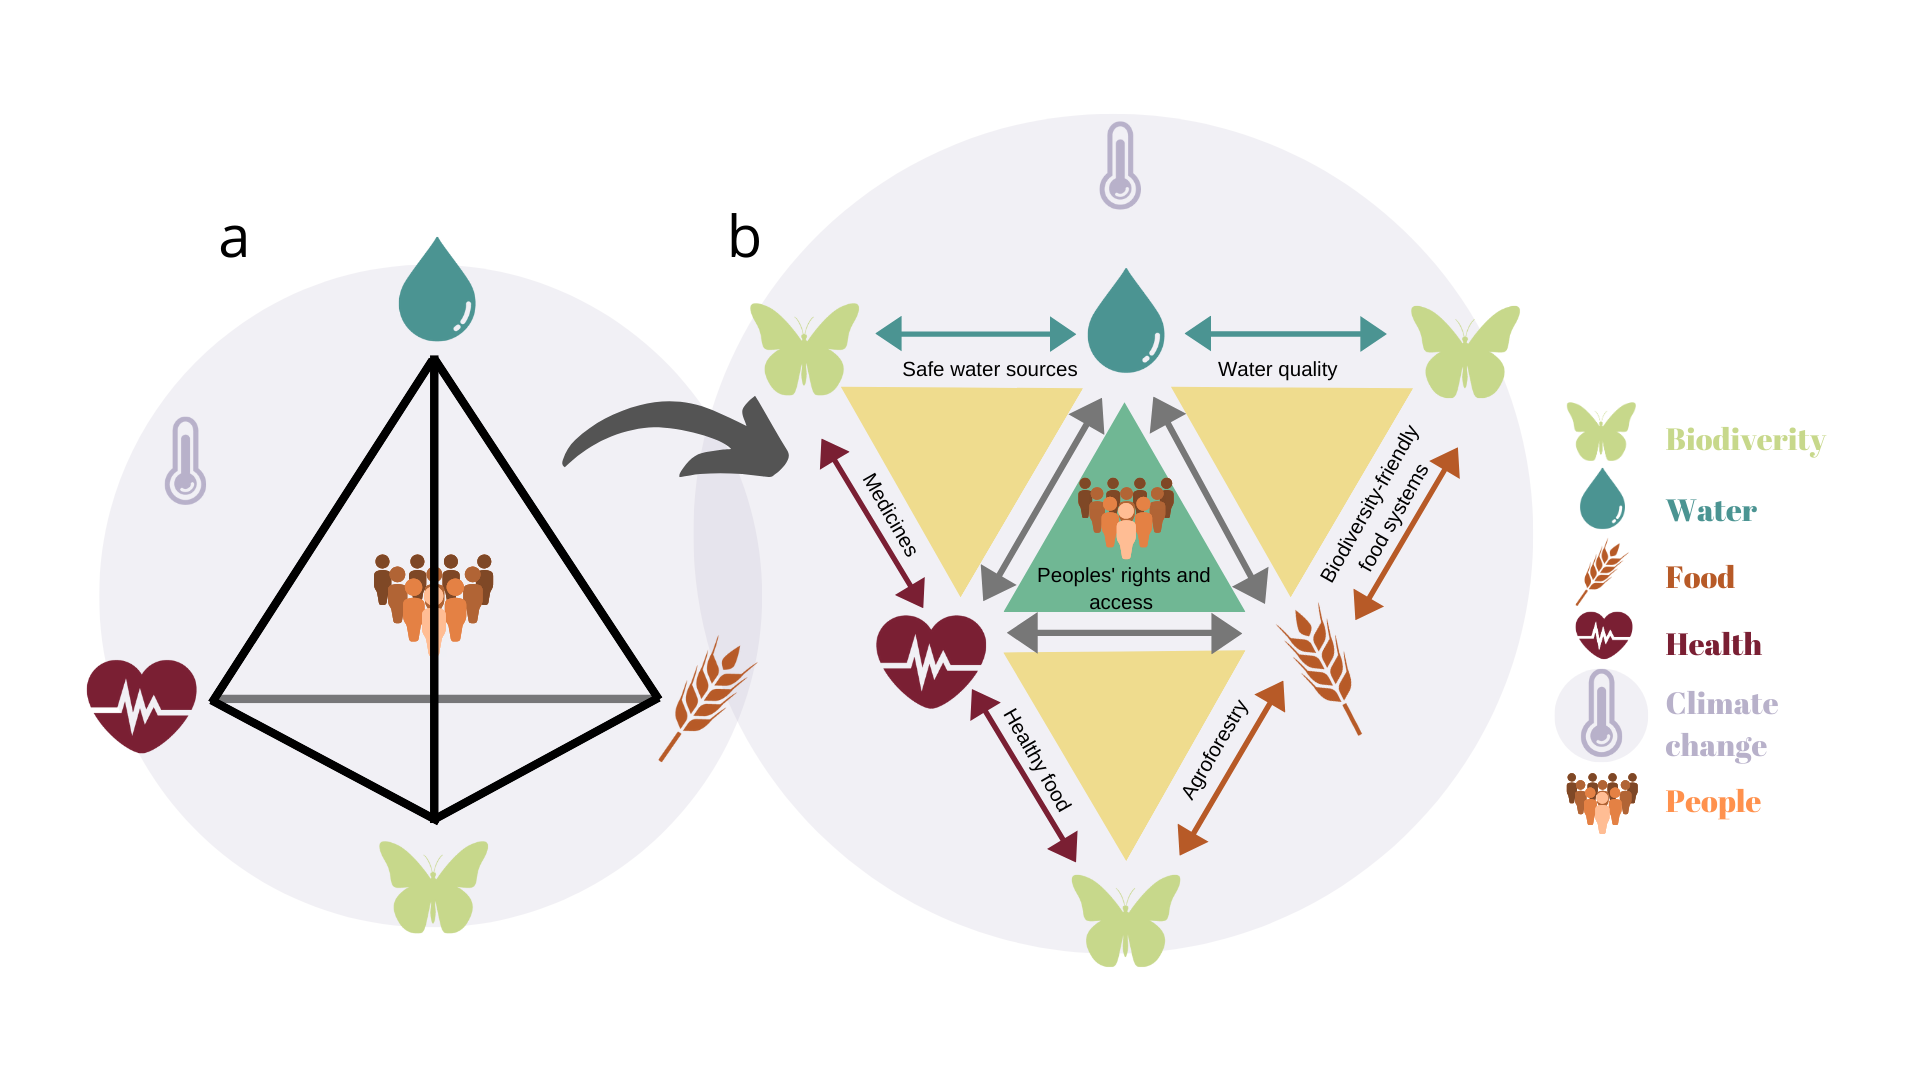 a
b
Safe water sources
Water quality
Medicines
Biodiversity-friendly
food systems
Peoples' rights and
access
Healthy food
Agroforestry
Biodiverity
Water
Food
Health
Climate
change
People